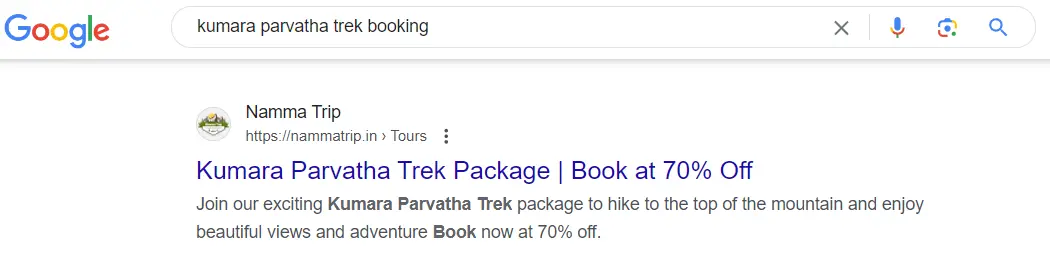 Google
kumara parvatha trek booking
Namma Trip
https://nammatrip.in › Tours
Kumara Parvatha Trek Package | Book at 70% Off
Join our exciting Kumara Parvatha Trek package to hike to the top of the mountain and enjoy
beautiful views and adventure Book now at 70% off.